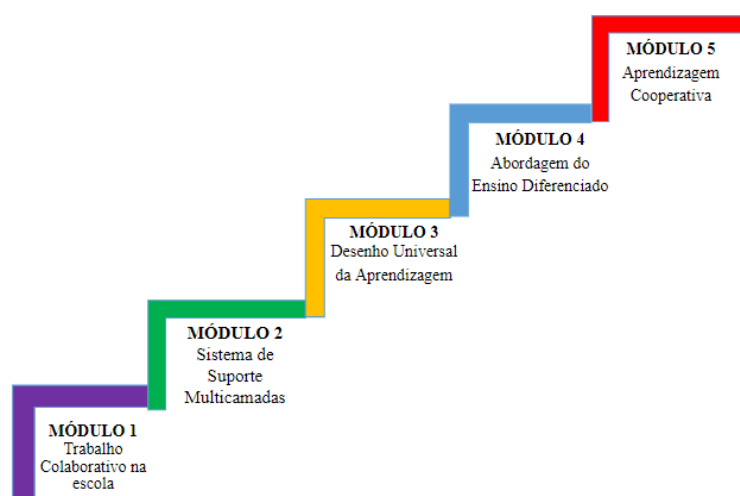 MÓDULO 5
Aprendizagem
Cooperativa
MÓDULO 4
Abordagem do
Ensino Diferenciado
MÓDULO 3
Desenho Universal
da Aprendizagem
MÓDULO 2
Sistema de
Suporte
Multicamadas
MÓDULO 1
Trabalho
Colaborativo na
escola